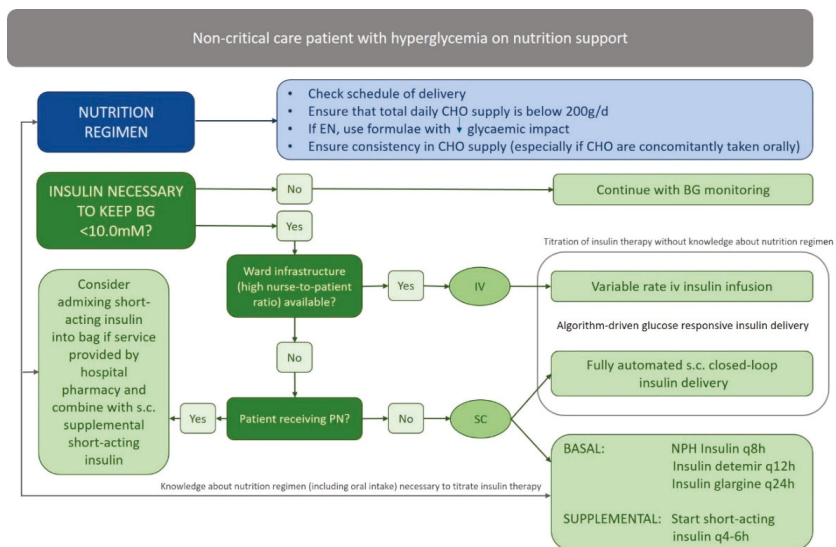 Non-critical care patient with hyperglycemia on nutrition support
NUTRITION
REGIMEN
• Check schedule of delivery
• Ensure that total daily CHO supply is below 200g/d
• If EN, use formulae with ↓ glycaemic impact
• Ensure consistency in CHO supply (especially if CHO are concomitantly taken orally)
INSULIN NECESSARY
TO KEEP BG
<10.0mM?
No
Continue with BG monitoring
Yes
Titration of insulin therapy without knowledge about nutrition regimen
Ward infrastructure
(high nurse-to-patient
ratio) available?
Yes
IV
Variable rate iv insulin infusion
Algorithm-driven glucose responsive insulin delivery
Fully automated s.c. closed-loop
insulin delivery
Consider
admixing short-
acting insulin
into bag if service
provided by
hospital
pharmacy and
combine with s.c.
supplemental
short-acting
insulin
No
Yes
Patient receiving PN?
No
SC
BASAL: NPH Insulin q8h
Insulin detemir q12h
Insulin glargine q24h
SUPPLEMENTAL: Start short-acting
insulin q4-6h
Knowledge about nutrition regimen (including oral intake) necessary to titrate insulin therapy